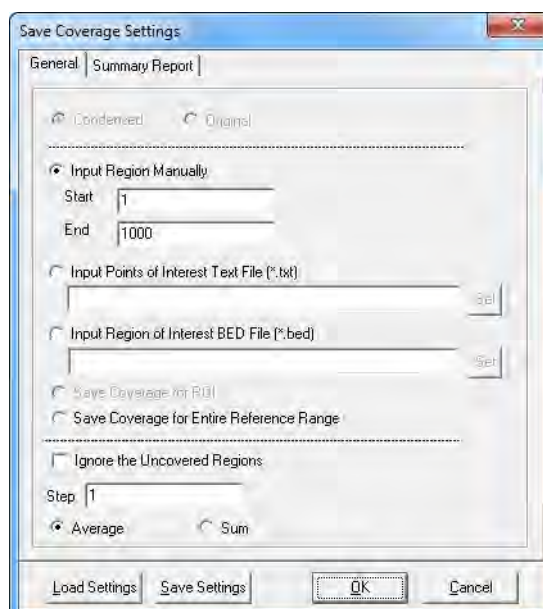 Save Coverage Settings
General Summary Report
Condensed Original
Input Region Manually
Start 1
End 1000
Input Points of Interest Text File (*.txt)
Set
Input Region of Interest BED File (*.bed)
Set
Save Coverage for ROI
Save Coverage for Entire Reference Range
Ignore the Uncovered Regions
Step 1
Average Sum
Load Settings Save Settings OK Cancel